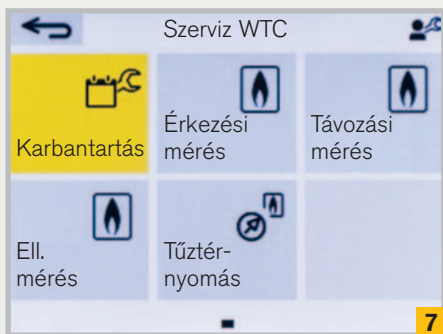 Szerviz WTC
Karbantartás
Érkezési
mérés
Távozási
mérés
Ell.
mérés
Tűztér-
nyomás
7